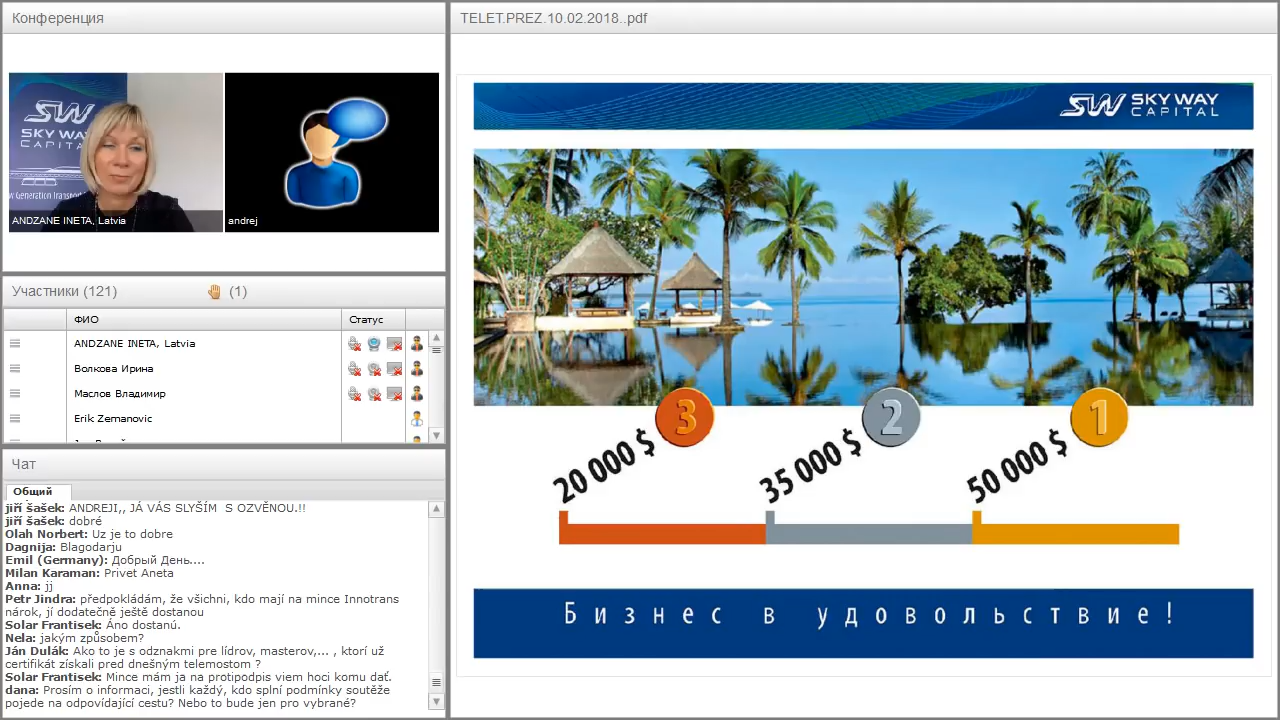 Конференция
SW
SKY WAY
CAPITAL
ANDZANE INETA, Latvia
andrej
Участники (121)
(1)
ФИО
Статус
ANDZANE INETA, Latvia
Волкова Ирина
Маслов Владимир
Erik Zemanovic
Чат
Общий
jiří šašek: ANDREJI,, JÁ VÁS SLYŠÍM S OZVĚNOU.!!
jiří šašek: dobré
Olah Norbert: Uz je to dobre
Dagnija: Blagodarju
Emil (Germany): Добрый День....
Milan Karaman: Privet Aneta
Anna: jj
Petr Jindra: předpokládám, že všichni, kdo mají na mince Innotrans
nárok, jí dodatečně ještě dostanou
Solar Frantisek: Áno dostanú.
Nela: jakým způsobem?
Ján Dulák: Ako to je s odznakmi pre lídrov, masterov,... , ktorí už
certifikát získali pred dnešným telemostom ?
Solar Frantisek: Mince mám ja na protipodpis viem hoci komu dať.
dana: Prosím o informaci, jestli každý, kdo splní podmínky soutěže
pojede na odpovídající cestu? Nebo to bude jen pro vybrané?
TELET.PREZ.10.02.2018..pdf
SW SKY WAY
CAPITAL
3
2
1
20 000 $
35 000 $
50 000 $
Бизнес в удовольствие!